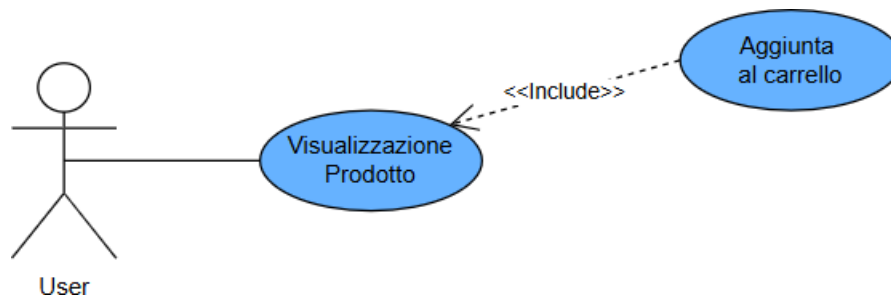 Aggiunta
al carrello
<<Include>>
Visualizzazione
Prodotto
User